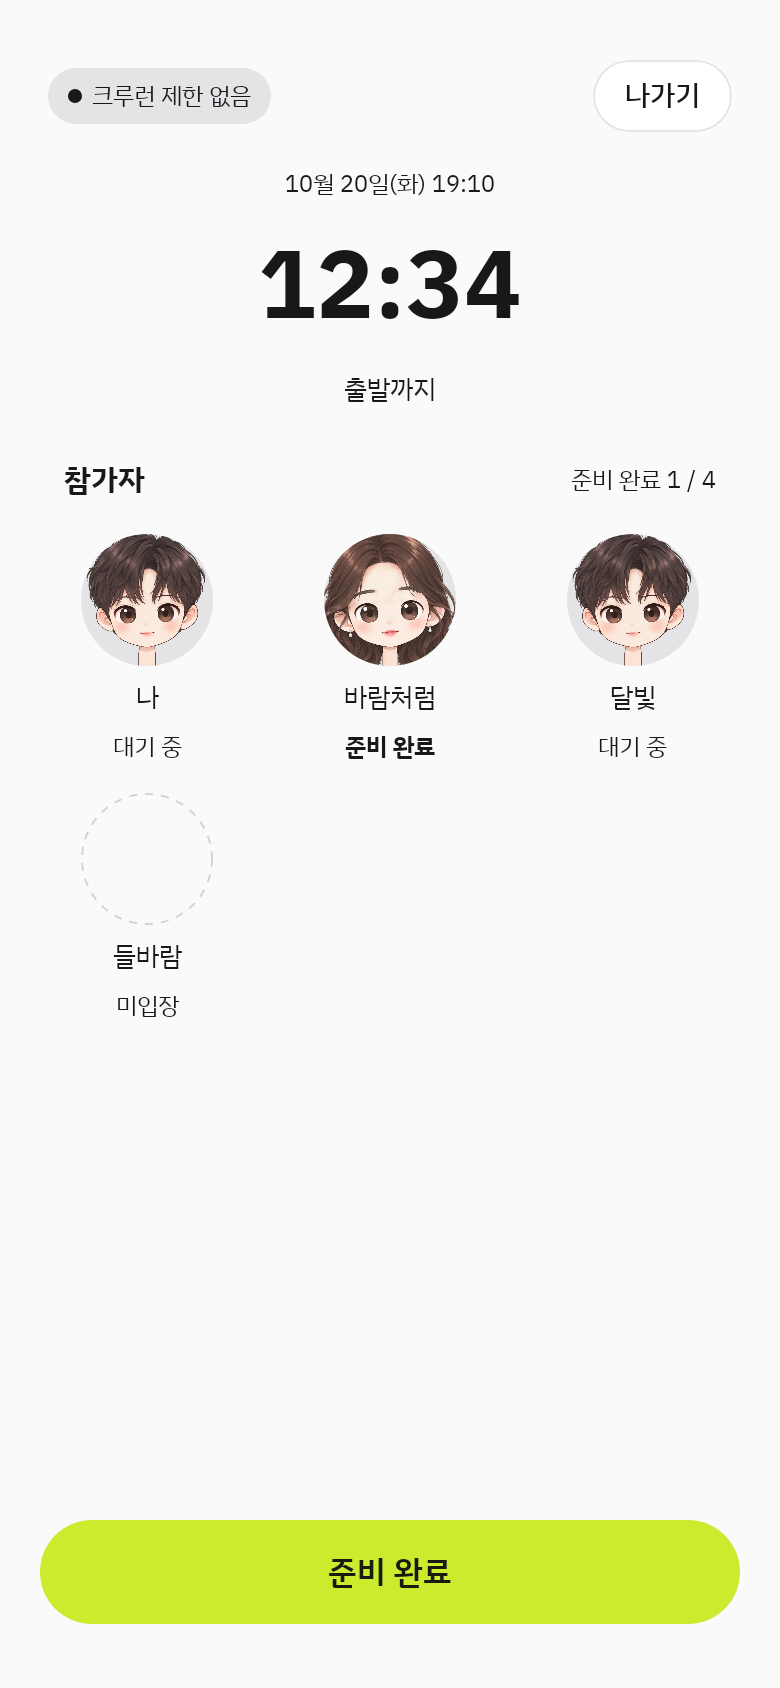 크루런 제한 없음
나가기
10월 20일(화) 19:10
12:34
출발까지
참가자
준비 완료 1 / 4
나
바람처럼
달빛
대기 중
준비 완료
대기 중
들바람
미입장
준비 완료